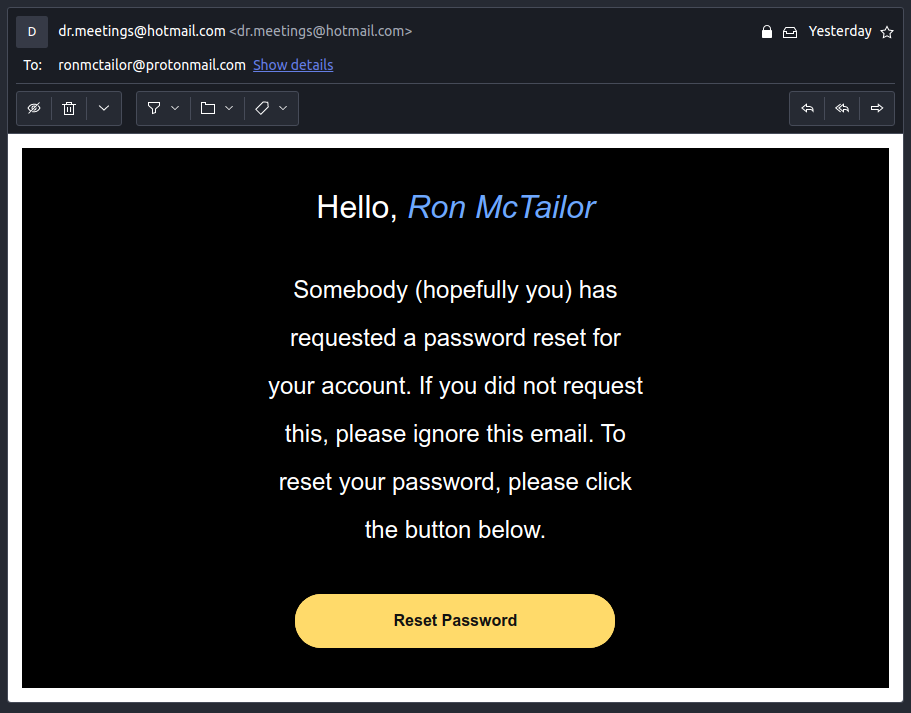 D
dr.meetings@hotmail.com <dr.meetings@hotmail.com>
Yesterday
To: ronmctailor@protonmail.com Show details
Hello, Ron McTailor
Somebody (hopefully you) has
requested a password reset for
your account. If you did not request
this, please ignore this email. To
reset your password, please click
the button below.
Reset Password